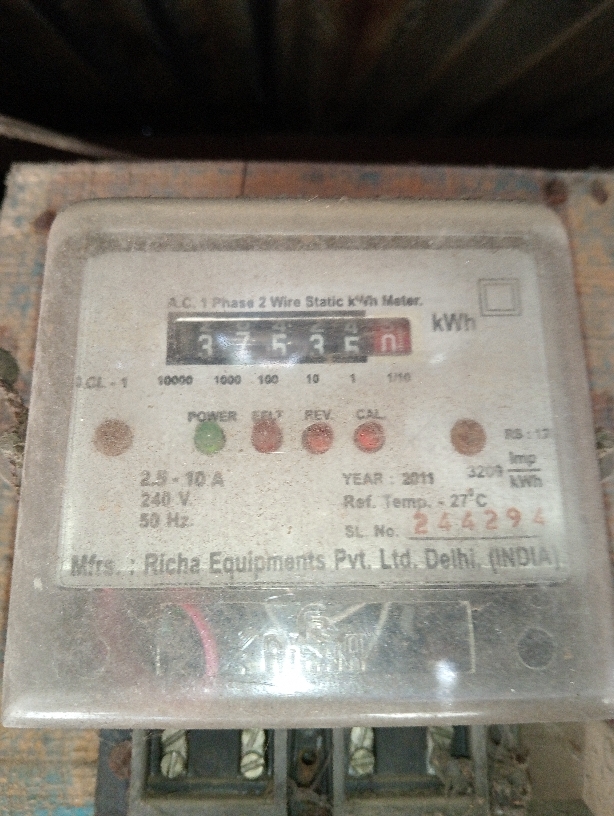 A.C. 1 Phase 2 Wire Static kWh Meter.
3 7 5 3 5 0 kWh
CL - 1 10000 1000 100 10 1 1/10
POWER E/LT REV. CAL.
2.5 - 10 A
240 V.
50 Hz.
YEAR : 2011 3200 Imp/kWh
Ref. Temp. - 27°C
SL. No. 244294
Mfrs. : Richa Equipments Pvt. Ltd. Delhi, (INDIA)